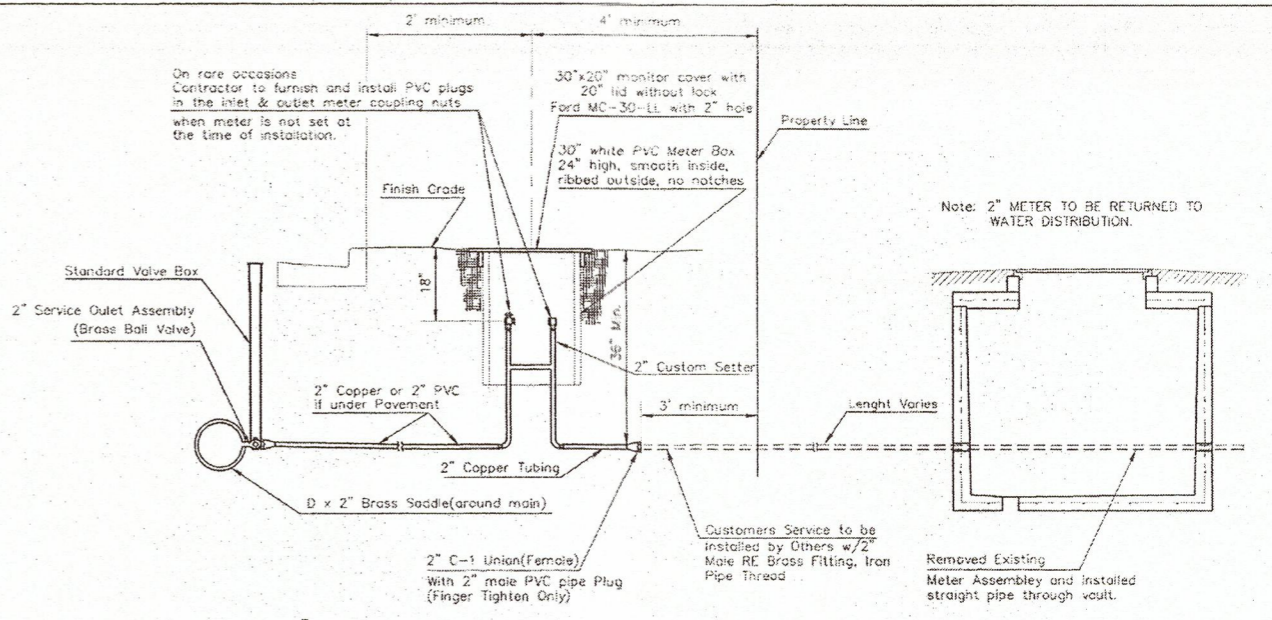 2' minimum
4' minimum
On rare occasions
Contractor to furnish and install PVC plugs
in the inlet & outlet meter coupling nuts
when meter is not set at
the time of installation.
30"x20" monitor cover with
20" lid without lock
Ford MC-30-LL with 2" hole
Property Line
30" white PVC Meter Box
24" high, smooth inside,
ribbed outside, no notches
Finish Grade
Note: 2" METER TO BE RETURNED TO
WATER DISTRIBUTION.
Standard Valve Box
18"
2" Service Oulet Assembly
(Brass Ball Valve)
36" Min.
2" Custom Setter
2" Copper or 2" PVC
if under Pavement
3' minimum
Lenght Varies
2" Copper Tubing
D x 2" Brass Saddle(around main)
2" C-1 Union(Female)
With 2" male PVC pipe Plug
(Finger Tighten Only)
Customers Service to be
Installed by Others w/2"
Male RE Brass Fitting, Iron
Pipe Thread
Removed Existing
Meter Assembley and Installed
straight pipe through vault.